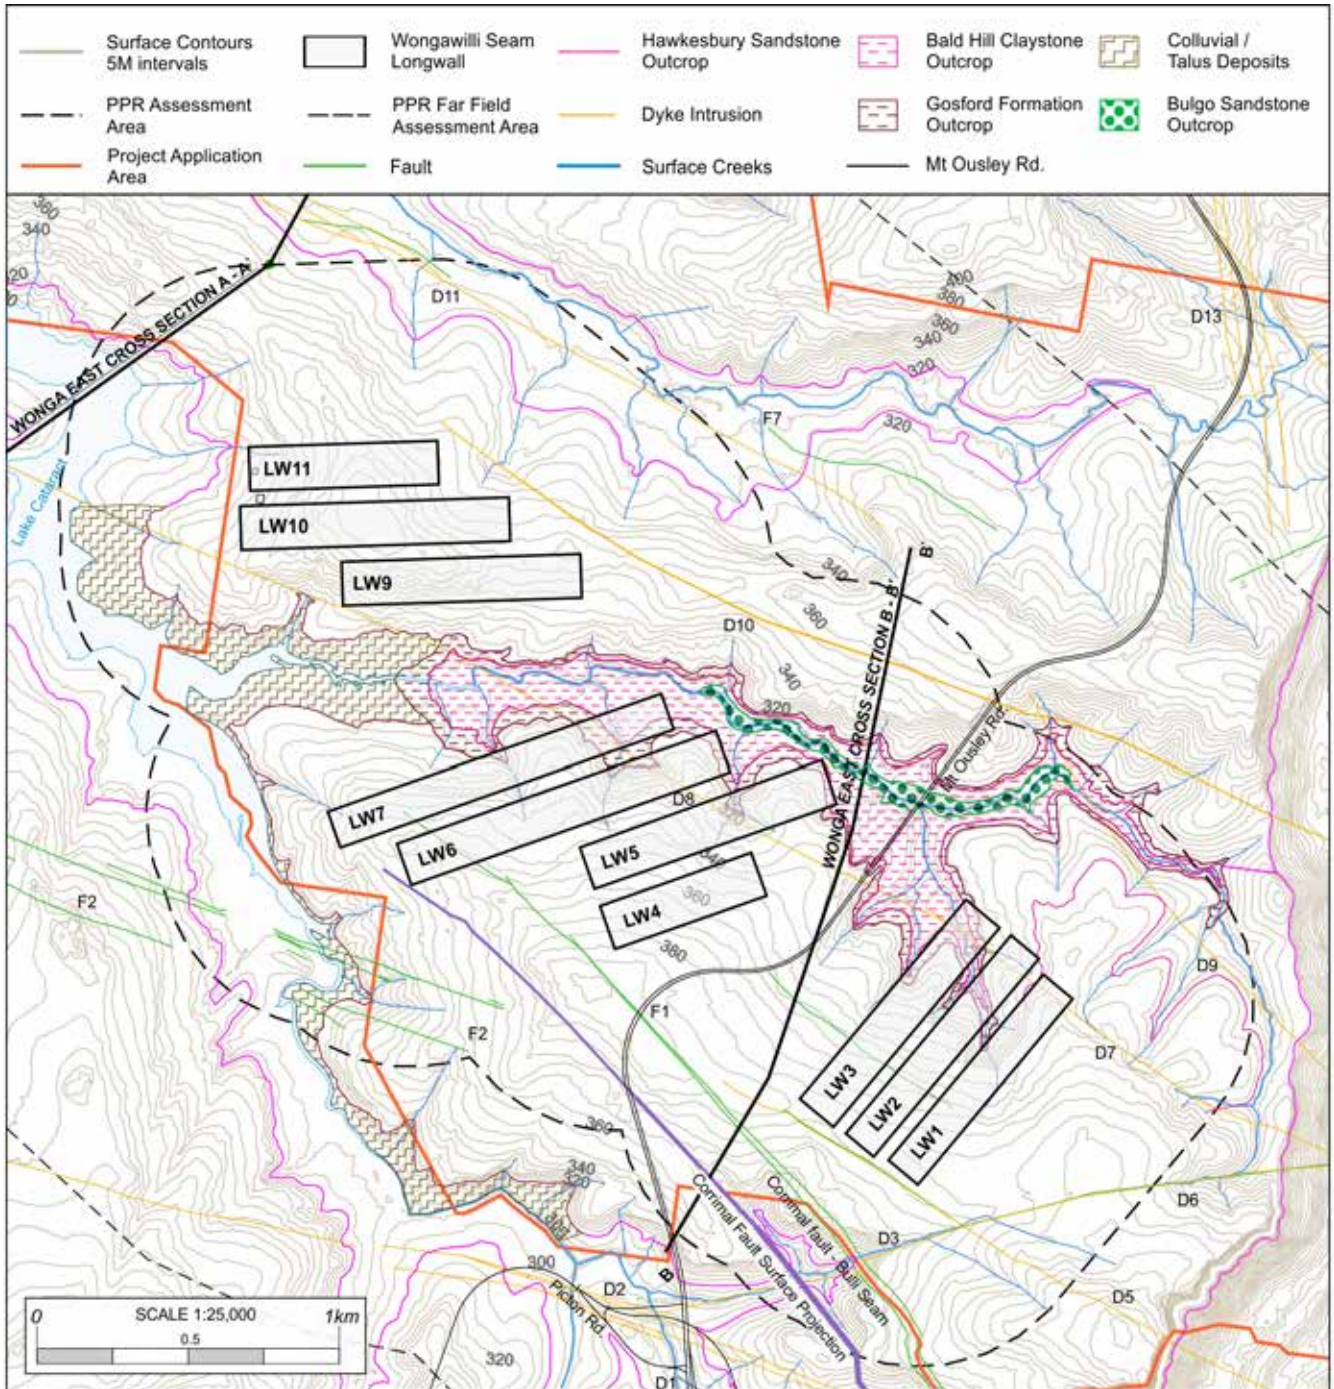 Surface Contours
5M intervals
Wongawilli Seam
Longwall
Hawkesbury Sandstone
Outcrop
Bald Hill Claystone
Outcrop
Colluvial /
Talus Deposits
PPR Assessment
Area
PPR Far Field
Assessment Area
Dyke Intrusion
Gosford Formation
Outcrop
Bulgo Sandstone
Outcrop
Project Application
Area
Fault
Surface Creeks
Mt Ousley Rd.
360
340
WONGA EAST CROSS SECTION A - A'
D11
380
360
340
320
D13
F7
320
Lake Cataract
LW11
LW10
LW9
B'
340
360
D10
340
320
WONGA EAST CROSS SECTION B - B'
Mt Ousley Rd.
LW7
LW6
D8
LW5
340
360
LW4
380
F2
F1
F2
D9
D7
LW3
LW2
LW1
360
340
320
300
Corrimal Fault Surface Projection
Corrimal fault - Bulli Seam
D6
D3
B
300
D2
Picton Rd.
D5
0
SCALE 1:25,000
1km
0.5
320
D1